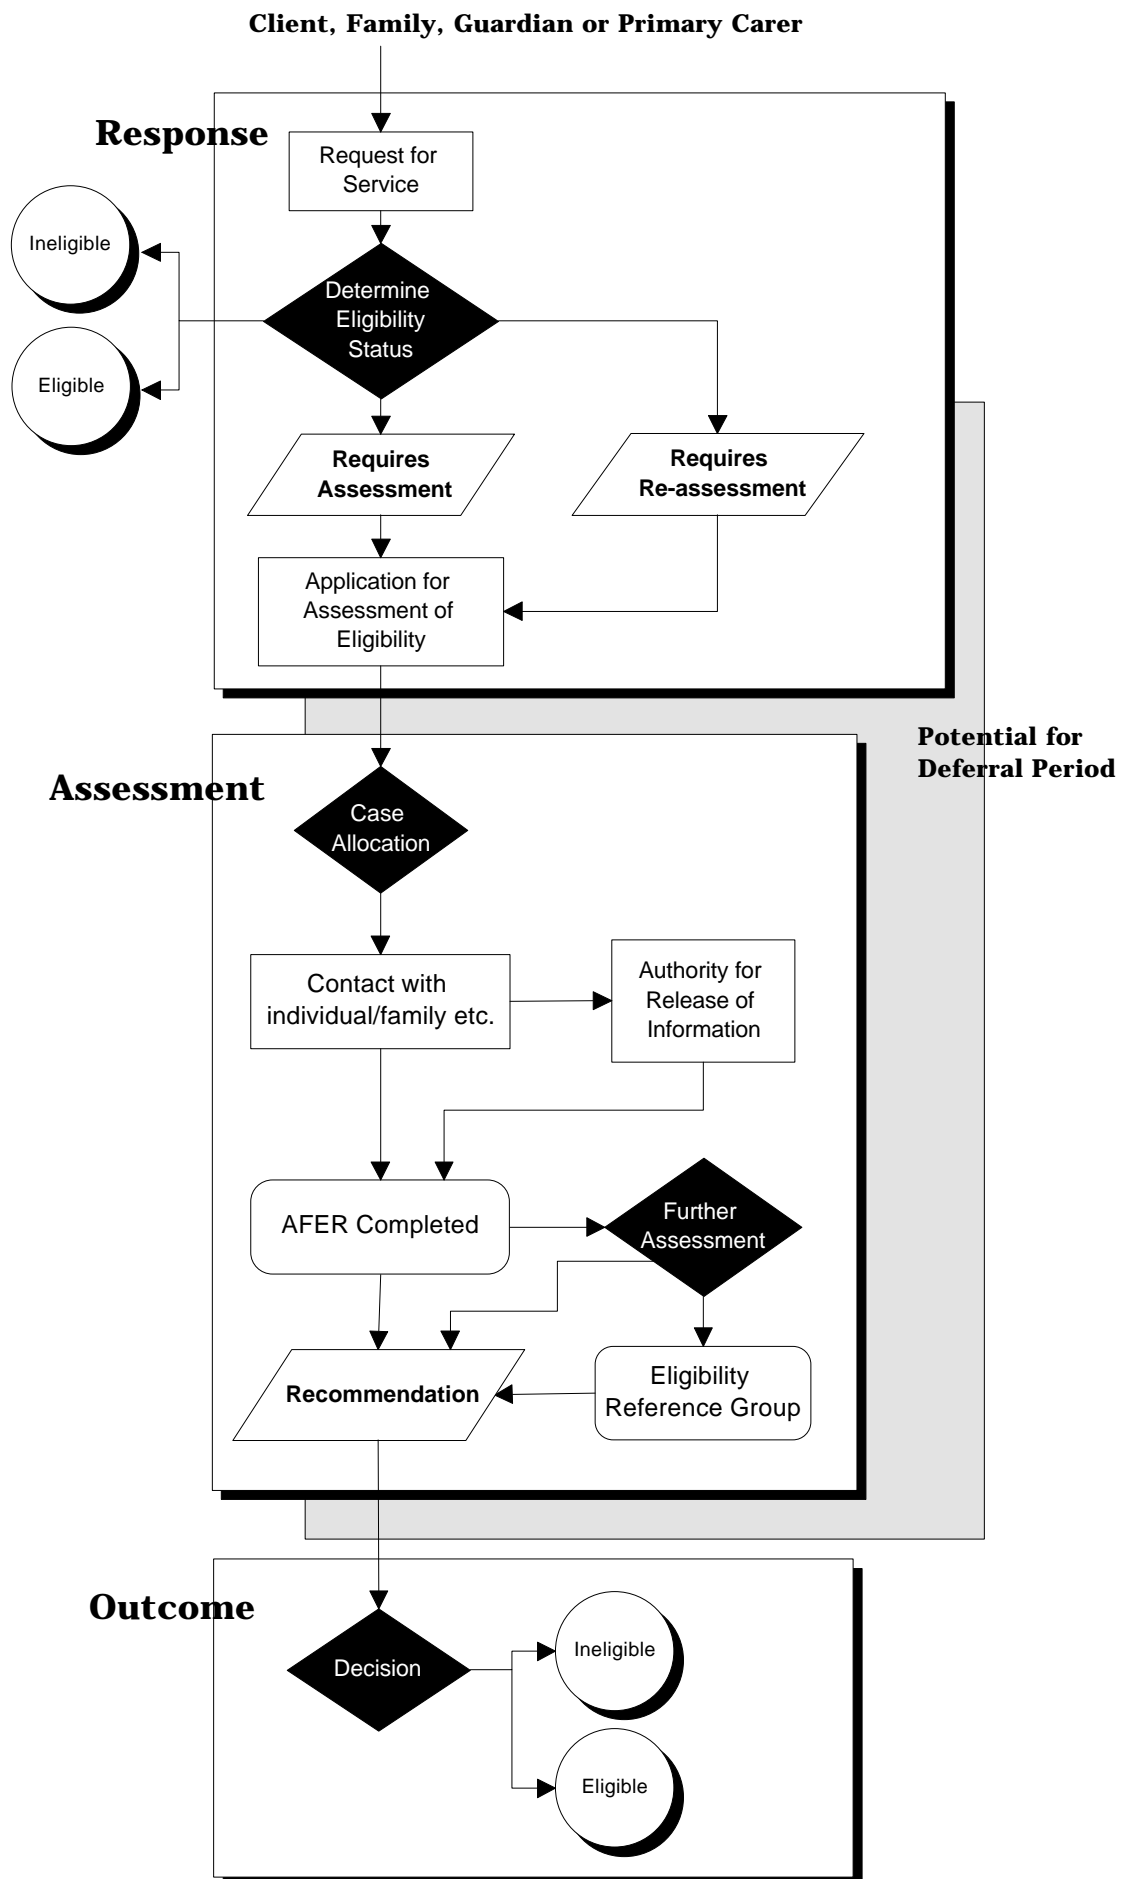 Client, Family, Guardian or Primary Carer
Response
Request for
Service
Ineligible
Determine
Eligibility
Status
Eligible
Requires
Assessment
Requires
Re-assessment
Application for
Assessment of
Eligibility
Potential for
Deferral Period
Assessment
Case
Allocation
Contact with
individual/family etc.
Authority for
Release of
Information
AFER Completed
Further
Assessment
Recommendation
Eligibility
Reference Group
Outcome
Decision
Ineligible
Eligible